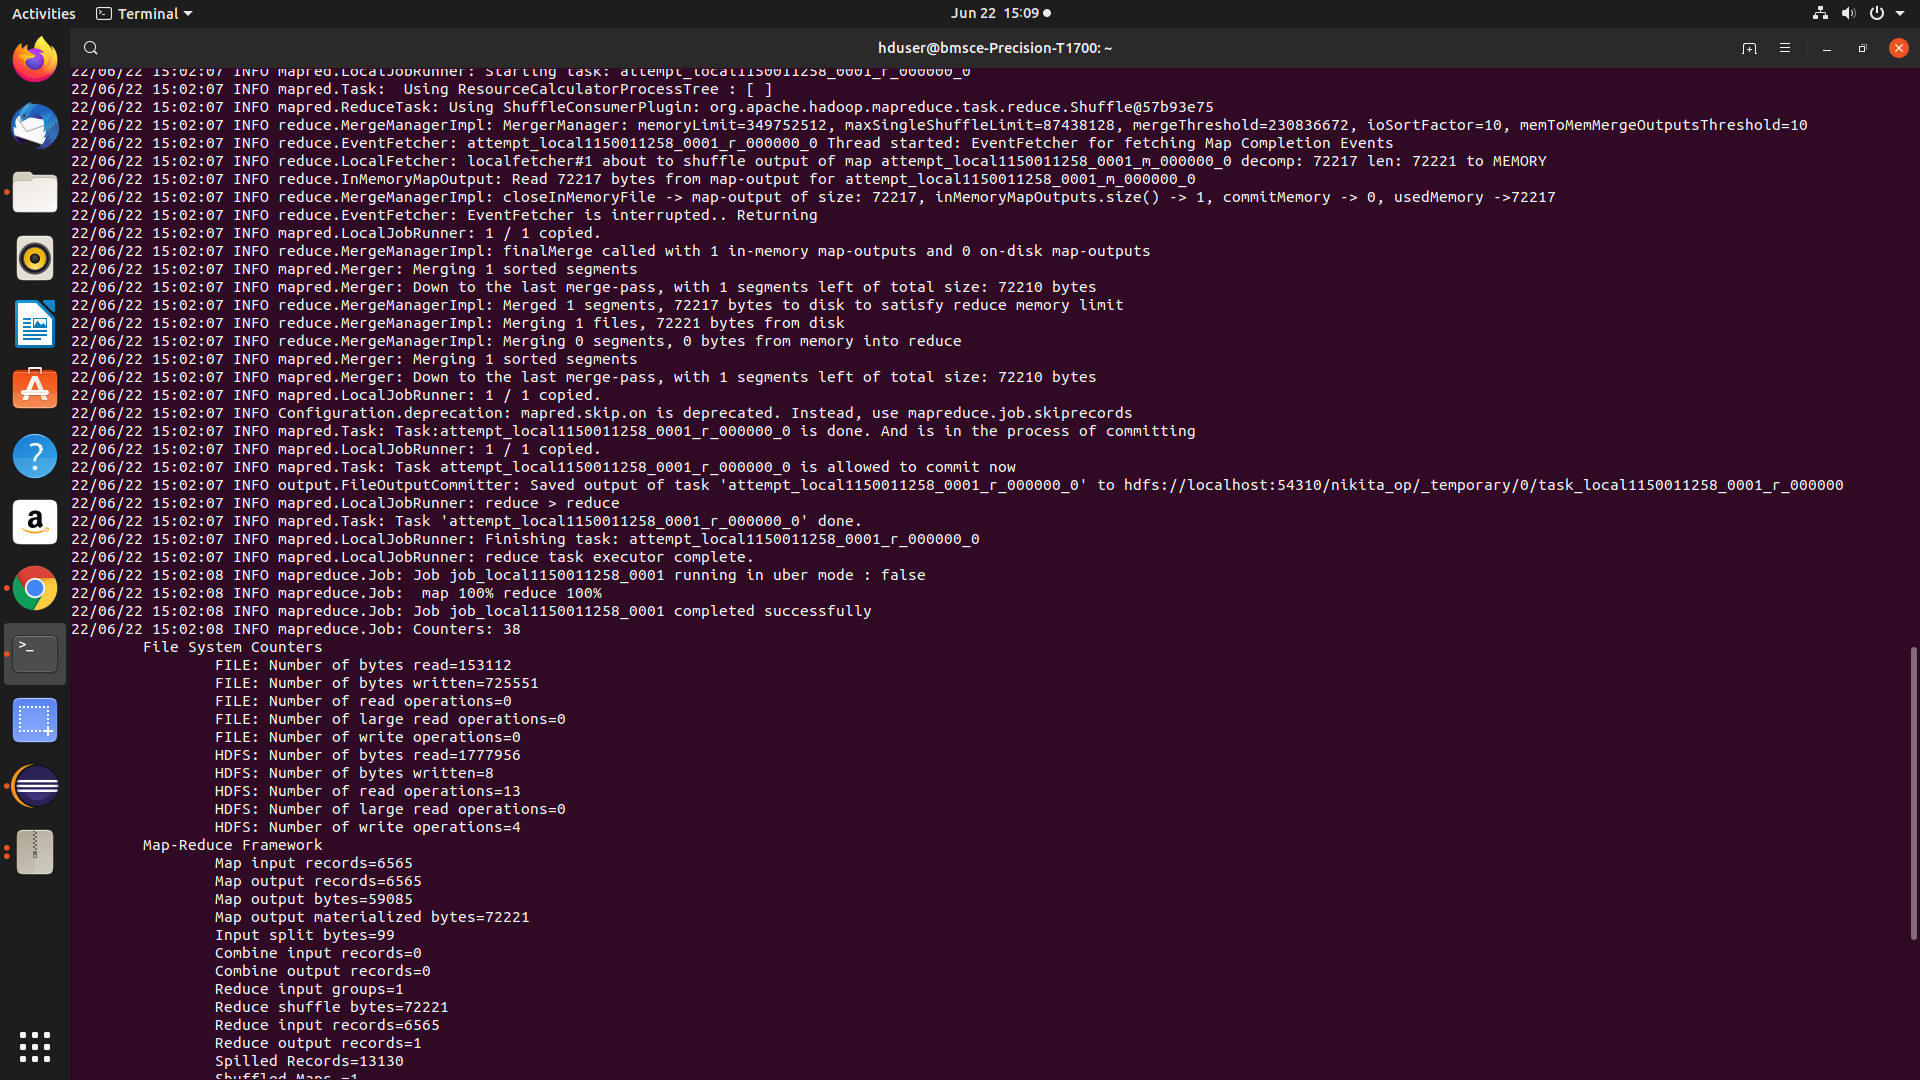 Activities
Terminal
Jun 22 15:09
hduser@bmsce-Precision-T1700: ~
22/06/22 15:02:07 INFO mapred.LocalJobRunner: Starting task: attempt_local1150011258_0001_r_000000_0
22/06/22 15:02:07 INFO mapred.Task:  Using ResourceCalculatorProcessTree : [ ]
22/06/22 15:02:07 INFO mapred.ReduceTask: Using ShuffleConsumerPlugin: org.apache.hadoop.mapreduce.task.reduce.Shuffle@57b93e75
22/06/22 15:02:07 INFO reduce.MergeManagerImpl: MergerManager: memoryLimit=349752512, maxSingleShuffleLimit=87438128, mergeThreshold=230836672, ioSortFactor=10, memToMemMergeOutputsThreshold=10
22/06/22 15:02:07 INFO reduce.EventFetcher: attempt_local1150011258_0001_r_000000_0 Thread started: EventFetcher for fetching Map Completion Events
22/06/22 15:02:07 INFO reduce.LocalFetcher: localfetcher#1 about to shuffle output of map attempt_local1150011258_0001_m_000000_0 decomp: 72217 len: 72221 to MEMORY
22/06/22 15:02:07 INFO reduce.InMemoryMapOutput: Read 72217 bytes from map-output for attempt_local1150011258_0001_m_000000_0
22/06/22 15:02:07 INFO reduce.MergeManagerImpl: closeInMemoryFile -> map-output of size: 72217, inMemoryMapOutputs.size() -> 1, commitMemory -> 0, usedMemory ->72217
22/06/22 15:02:07 INFO reduce.EventFetcher: EventFetcher is interrupted.. Returning
22/06/22 15:02:07 INFO mapred.LocalJobRunner: 1 / 1 copied.
22/06/22 15:02:07 INFO reduce.MergeManagerImpl: finalMerge called with 1 in-memory map-outputs and 0 on-disk map-outputs
22/06/22 15:02:07 INFO mapred.Merger: Merging 1 sorted segments
22/06/22 15:02:07 INFO mapred.Merger: Down to the last merge-pass, with 1 segments left of total size: 72210 bytes
22/06/22 15:02:07 INFO reduce.MergeManagerImpl: Merged 1 segments, 72217 bytes to disk to satisfy reduce memory limit
22/06/22 15:02:07 INFO reduce.MergeManagerImpl: Merging 1 files, 72221 bytes from disk
22/06/22 15:02:07 INFO reduce.MergeManagerImpl: Merging 0 segments, 0 bytes from memory into reduce
22/06/22 15:02:07 INFO mapred.Merger: Merging 1 sorted segments
22/06/22 15:02:07 INFO mapred.Merger: Down to the last merge-pass, with 1 segments left of total size: 72210 bytes
22/06/22 15:02:07 INFO mapred.LocalJobRunner: 1 / 1 copied.
22/06/22 15:02:07 INFO Configuration.deprecation: mapred.skip.on is deprecated. Instead, use mapreduce.job.skiprecords
22/06/22 15:02:07 INFO mapred.Task: Task:attempt_local1150011258_0001_r_000000_0 is done. And is in the process of committing
22/06/22 15:02:07 INFO mapred.LocalJobRunner: 1 / 1 copied.
22/06/22 15:02:07 INFO mapred.Task: Task attempt_local1150011258_0001_r_000000_0 is allowed to commit now
22/06/22 15:02:07 INFO output.FileOutputCommitter: Saved output of task 'attempt_local1150011258_0001_r_000000_0' to hdfs://localhost:54310/nikita_op/_temporary/0/task_local1150011258_0001_r_000000
22/06/22 15:02:07 INFO mapred.LocalJobRunner: reduce > reduce
22/06/22 15:02:07 INFO mapred.Task: Task 'attempt_local1150011258_0001_r_000000_0' done.
22/06/22 15:02:07 INFO mapred.LocalJobRunner: Finishing task: attempt_local1150011258_0001_r_000000_0
22/06/22 15:02:07 INFO mapred.LocalJobRunner: reduce task executor complete.
22/06/22 15:02:08 INFO mapreduce.Job: Job job_local1150011258_0001 running in uber mode : false
22/06/22 15:02:08 INFO mapreduce.Job:  map 100% reduce 100%
22/06/22 15:02:08 INFO mapreduce.Job: Job job_local1150011258_0001 completed successfully
22/06/22 15:02:08 INFO mapreduce.Job: Counters: 38
File System Counters
FILE: Number of bytes read=153112
FILE: Number of bytes written=725551
FILE: Number of read operations=0
FILE: Number of large read operations=0
FILE: Number of write operations=0
HDFS: Number of bytes read=1777956
HDFS: Number of bytes written=8
HDFS: Number of read operations=13
HDFS: Number of large read operations=0
HDFS: Number of write operations=4
Map-Reduce Framework
Map input records=6565
Map output records=6565
Map output bytes=59085
Map output materialized bytes=72221
Input split bytes=99
Combine input records=0
Combine output records=0
Reduce input groups=1
Reduce shuffle bytes=72221
Reduce input records=6565
Reduce output records=1
Spilled Records=13130
Shuffled Maps =1